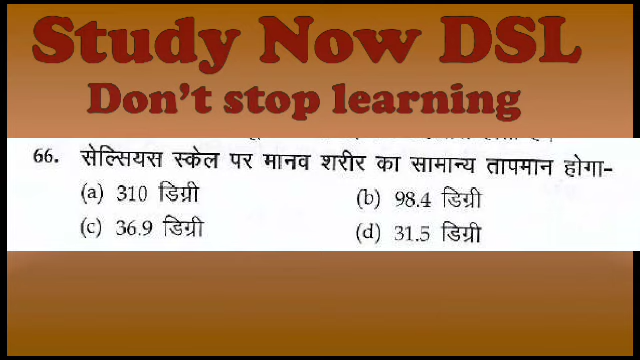 Study Now DSL
Don't stop learning
66. सेल्सियस स्केल पर मानव शरीर का सामान्य तापमान होगा-
(a) 310 डिग्री (b) 98.4 डिग्री
(c) 36.9 डिग्री (d) 31.5 डिग्री